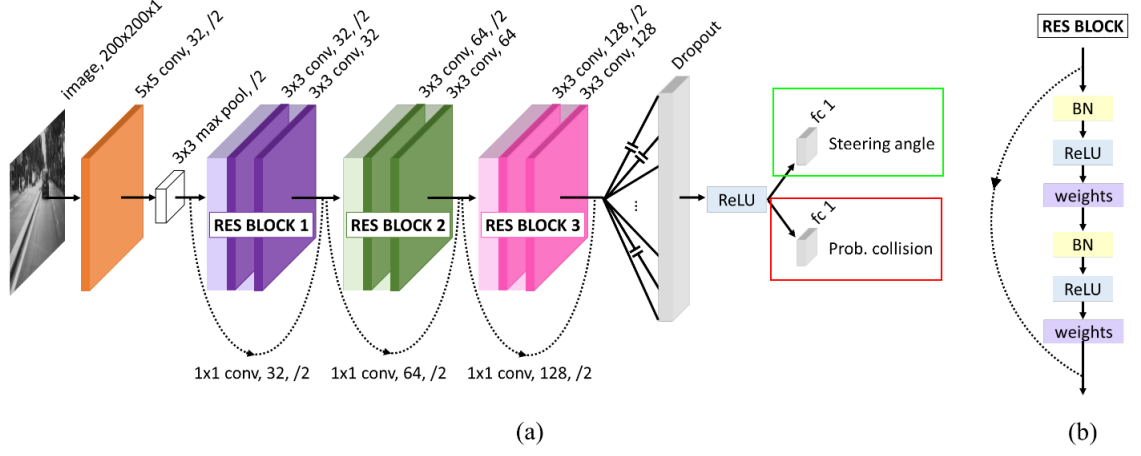 image, 200x200x1
5x5 conv, 32, /2
3x3 max pool, /2
3x3 conv, 32, /2
3x3 conv, 32
3x3 conv, 64, /2
3x3 conv, 64
3x3 conv, 128, /2
3x3 conv, 128
Dropout
RES BLOCK 1
RES BLOCK 2
RES BLOCK 3
...
ReLU
fc 1
Steering angle
fc 1
Prob. collision
1x1 conv, 32, /2
1x1 conv, 64, /2
1x1 conv, 128, /2
(a)
RES BLOCK
BN
ReLU
weights
BN
ReLU
weights
(b)